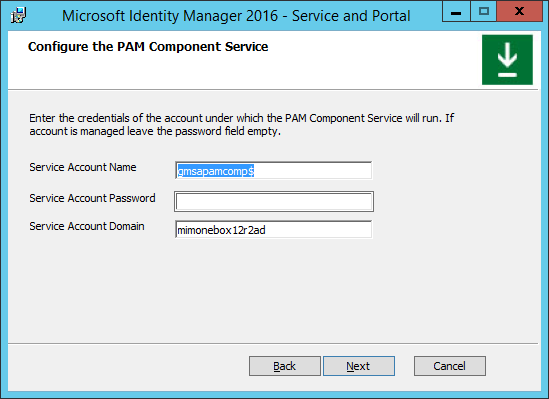 Microsoft Identity Manager 2016 - Service and Portal
Configure the PAM Component Service
Enter the credentials of the account under which the PAM Component Service will run. If
account is managed leave the password field empty.
Service Account Name
gmsapamcomp$
Service Account Password
Service Account Domain
mimonebox12r2ad
Back
Next
Cancel